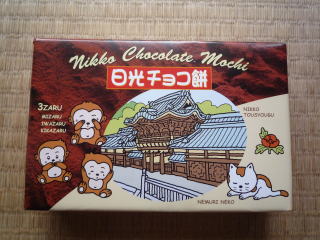 Nikko Chocolate Mochi
日光チョコ餅
3ZARU
MIZARU
IWAZARU
KIKAZARU
NIKKO
TOUSYOUGU
NEMURI NEKO